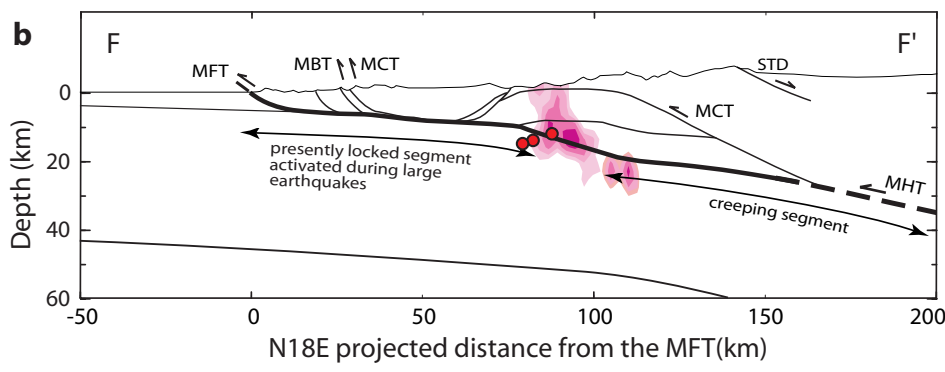 b
F
F'
MFT
MBT
MCT
STD
MCT
MHT
presently locked segment
activated during large
earthquakes
creeping segment
Depth (km)
0
20
40
60
-50
0
50
100
150
200
N18E projected distance from the MFT(km)